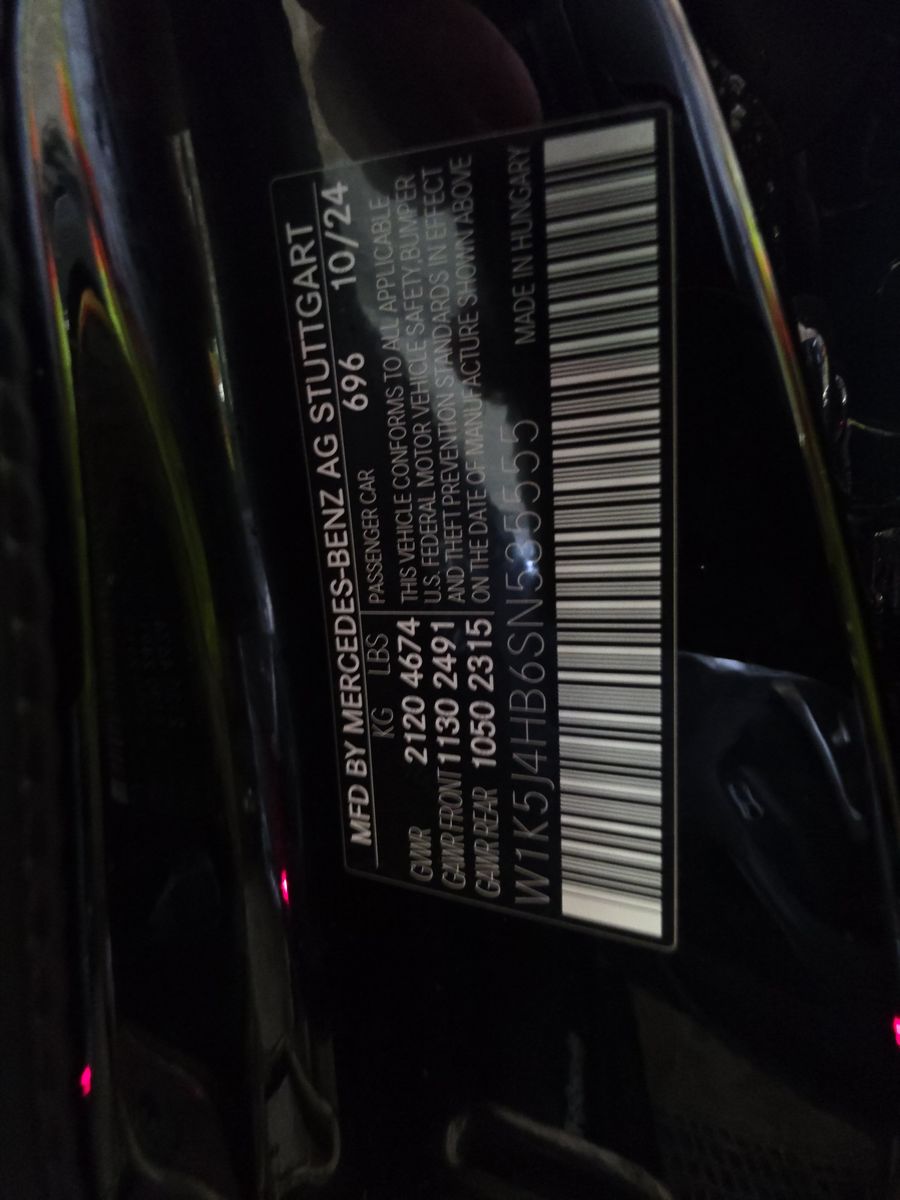 MFD BY MERCEDES-BENZ AG STUTTGART
KG LBS PASSENGER CAR 696 10/24
GVWR 2120 4674 THIS VEHICLE CONFORMS TO ALL APPLICABLE
GAWR FRONT 1130 2491 U.S. FEDERAL MOTOR VEHICLE SAFETY,BUMPER
GAWR REAR 1050 2315 AND THEFT PREVENTION STANDARDS IN EFFECT
ON THE DATE OF MANUFACTURE SHOWN ABOVE
W1K5J4HB6SN535555 MADE IN HUNGARY